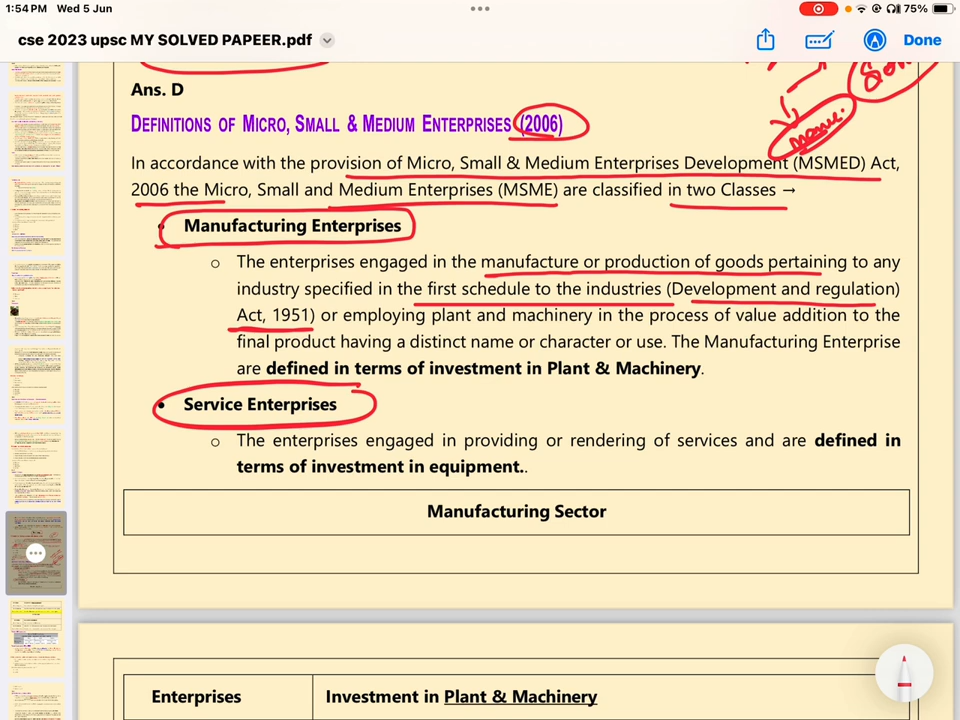 1:54 PM Wed 5 Jun
75%
cse 2023 upsc MY SOLVED PAPEER.pdf
Done
Ans. D
DEFINITIONS OF MICRO, SMALL & MEDIUM ENTERPRISES (2006)
In accordance with the provision of Micro, Small & Medium Enterprises Development (MSMED) Act,
2006 the Micro, Small and Medium Enterprises (MSME) are classified in two Classes →
• Manufacturing Enterprises
o The enterprises engaged in the manufacture or production of goods pertaining to any
industry specified in the first schedule to the industries (Development and regulation)
Act, 1951) or employing plant and machinery in the process of value addition to the
final product having a distinct name or character or use. The Manufacturing Enterprise
are defined in terms of investment in Plant & Machinery.
• Service Enterprises
o The enterprises engaged in providing or rendering of services and are defined in
terms of investment in equipment..
Manufacturing Sector
Enterprises
Investment in Plant & Machinery